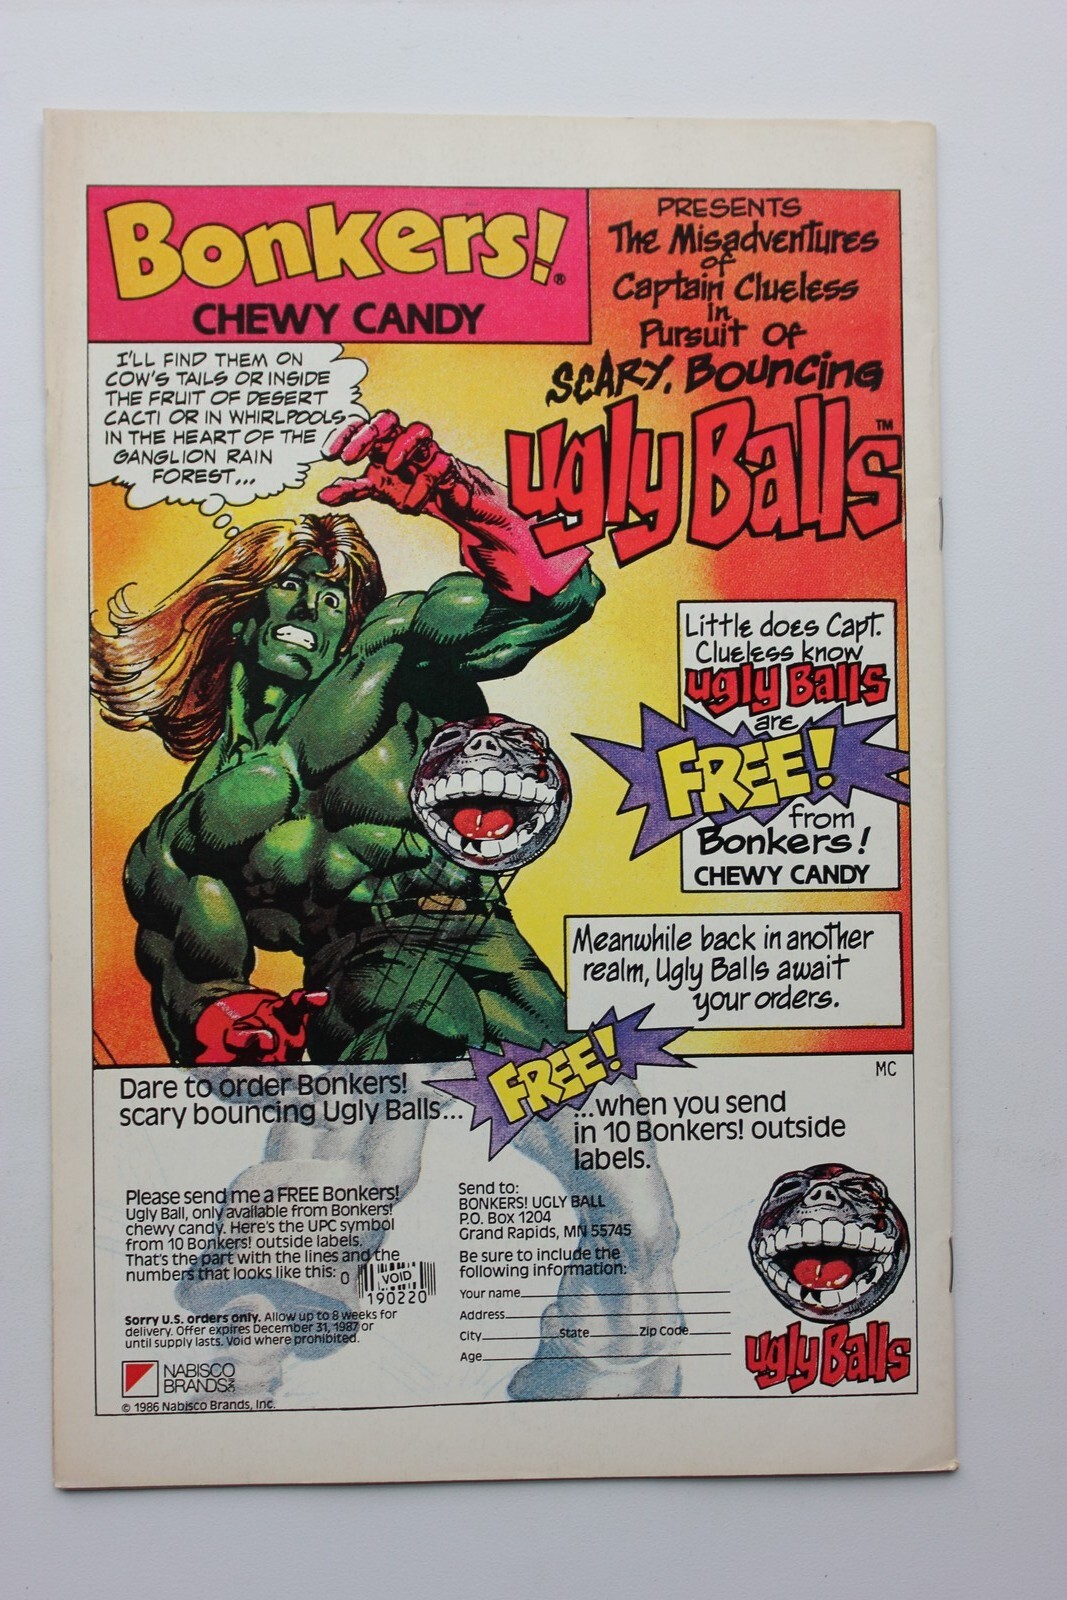 Bonkers!®
CHEWY CANDY
PRESENTS
The Misadventures
of
Captain Clueless
In
Pursuit Of
SCARY, Bouncing
ugly Balls™
I'LL FIND THEM ON
COW'S TAILS OR INSIDE
THE FRUIT OF DESERT
CACTI OR IN WHIRLPOOLS
IN THE HEART OF THE
GANGLION RAIN
FOREST...
Little does Capt.
Clueless know
ugly Balls
are
FREE!
from
Bonkers!
CHEWY CANDY
Meanwhile back in another
realm, Ugly Balls await
your orders.
MC
Dare to order Bonkers!
scary bouncing Ugly Balls...
FREE!
...when you send
in 10 Bonkers! outside
labels.
Please send me a FREE Bonkers!
Ugly Ball, only available from Bonkers!
chewy candy. Here's the UPC symbol
from 10 Bonkers! outside labels.
That's the part with the lines and the
numbers that looks like this:
0
VOID
190220
Sorry U.S. orders only. Allow up to 8 weeks for
delivery. Offer expires December 31, 1987 or
until supply lasts. Void where prohibited.
NABISCO
BRANDS INC
© 1986 Nabisco Brands, Inc.
Send to:
BONKERS! UGLY BALL
P.O. Box 1204
Grand Rapids, MN 55745
Be sure to include the
following information:
Your name
Address
City State Zip Code
Age
ugly Balls